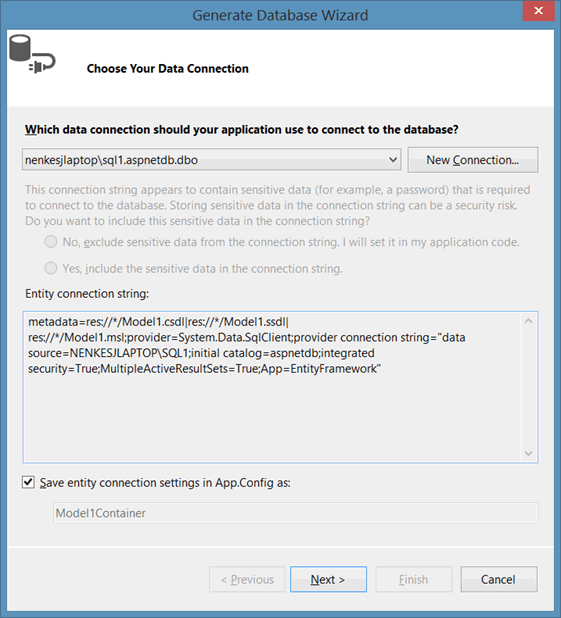 Generate Database Wizard
Choose Your Data Connection
Which data connection should your application use to connect to the database?
nenkesjlaptop\sql1.aspnetdb.dbo
New Connection...
This connection string appears to contain sensitive data (for example, a password) that is required
to connect to the database. Storing sensitive data in the connection string can be a security risk.
Do you want to include this sensitive data in the connection string?
No, exclude sensitive data from the connection string. I will set it in my application code.
Yes, include the sensitive data in the connection string.
Entity connection string:
metadata=res://*/Model1.csdl|res://*/Model1.ssdl|
res://*/Model1.msl;provider=System.Data.SqlClient;provider connection string="data
source=NENKESJLAPTOP\SQL1;initial catalog=aspnetdb;integrated
security=True;MultipleActiveResultSets=True;App=EntityFramework"
Save entity connection settings in App.Config as:
Model1Container
< Previous
Next >
Finish
Cancel